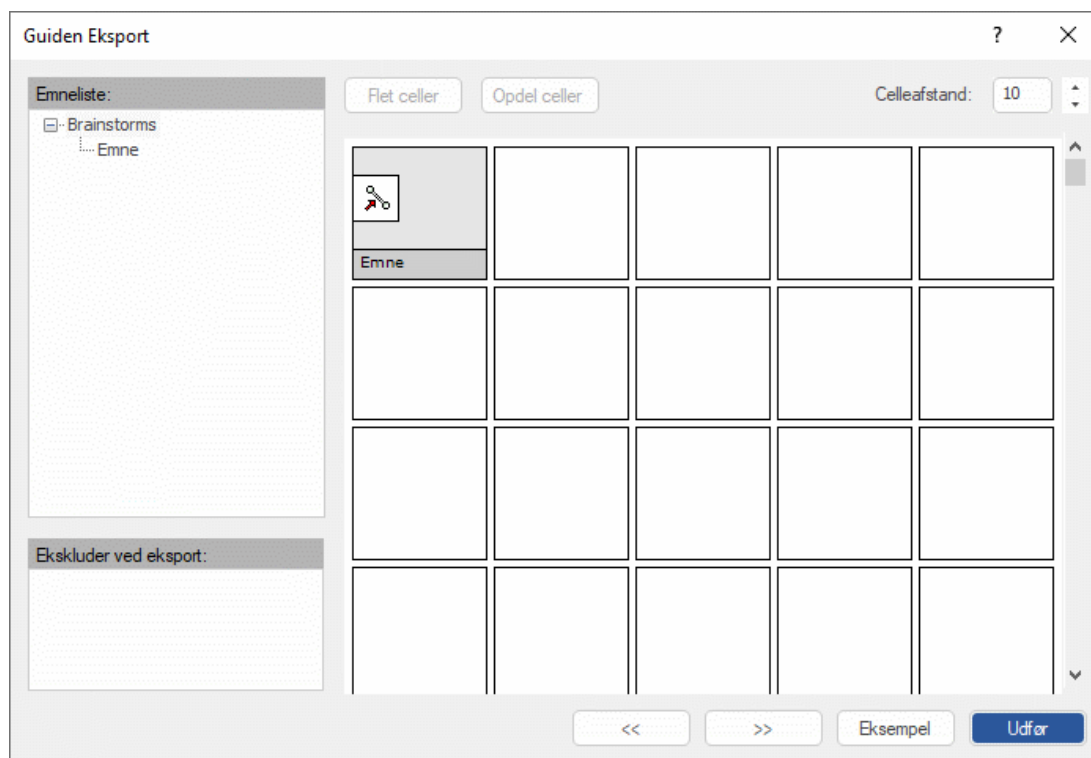 Guiden Eksport
?
Emneliste:
Flet celler
Opdel celler
Celleafstand:
10
Brainstorms
Emne
Emne
Ekskluder ved eksport:
<<
>>
Eksempel
Udfør